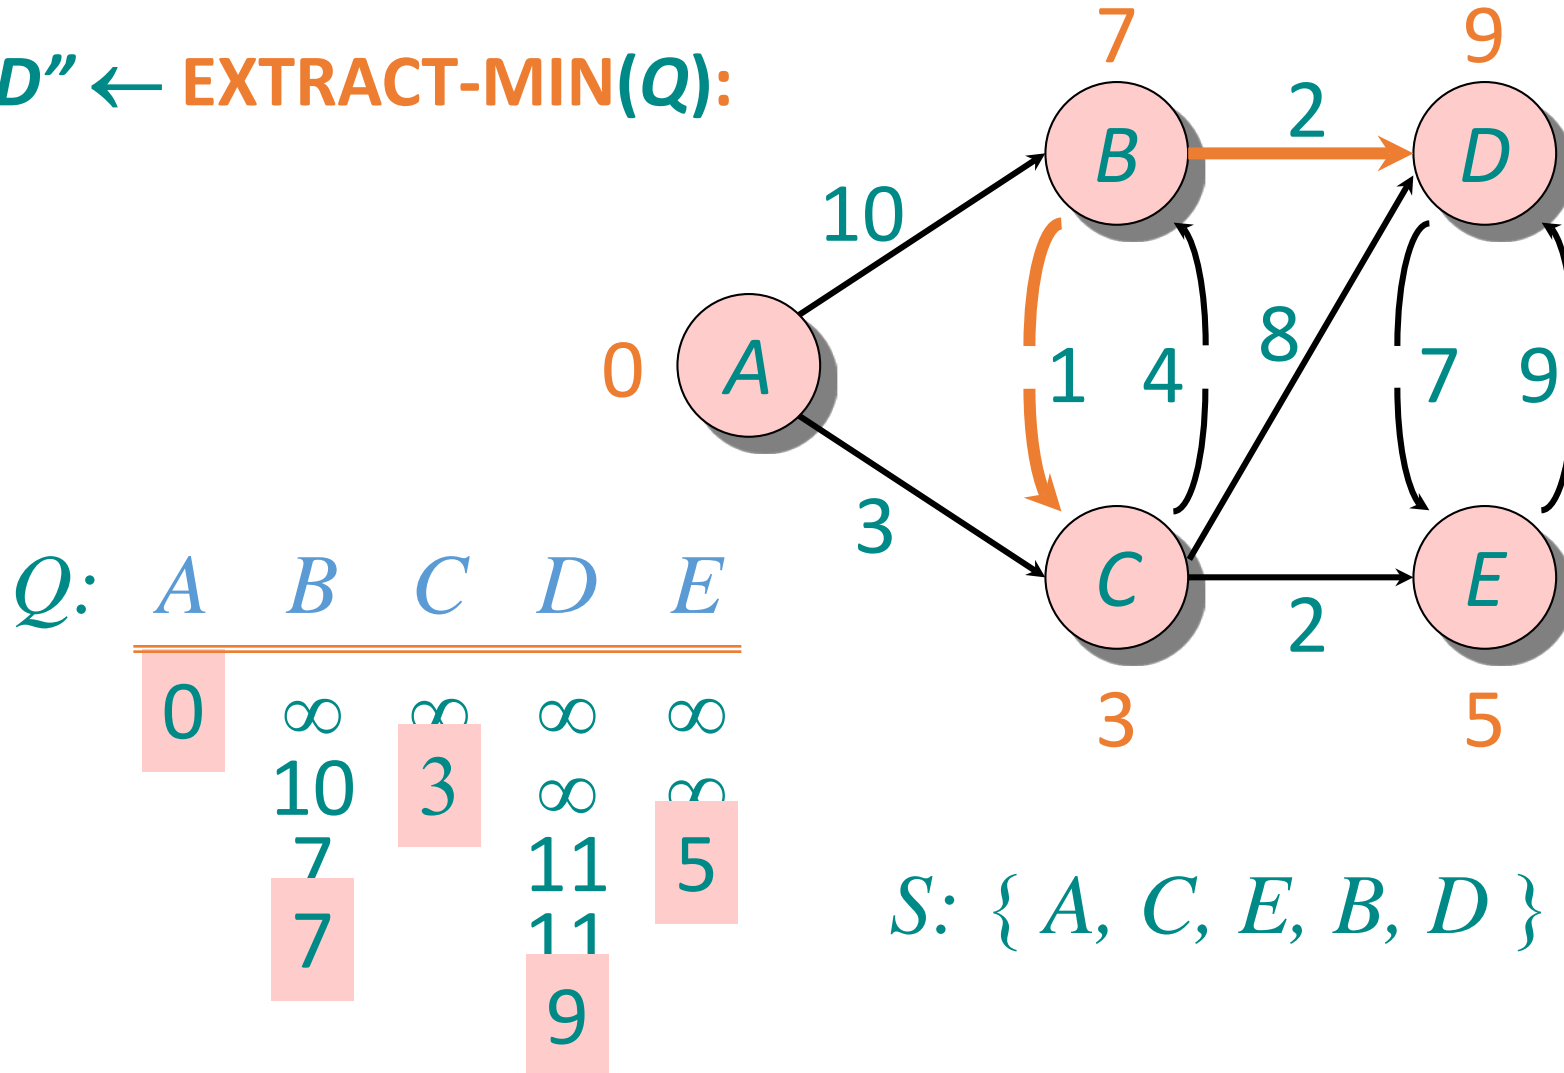 D” ← EXTRACT-MIN(Q):
7 9
B 2 D
10
0 A 1 4 8 7 9
3
C 2 E
3 5
Q: A B C D E
0 ∞ ∞ ∞ ∞
10 3 ∞ ∞
7 11 5
7 11
9
S: { A, C, E, B, D }